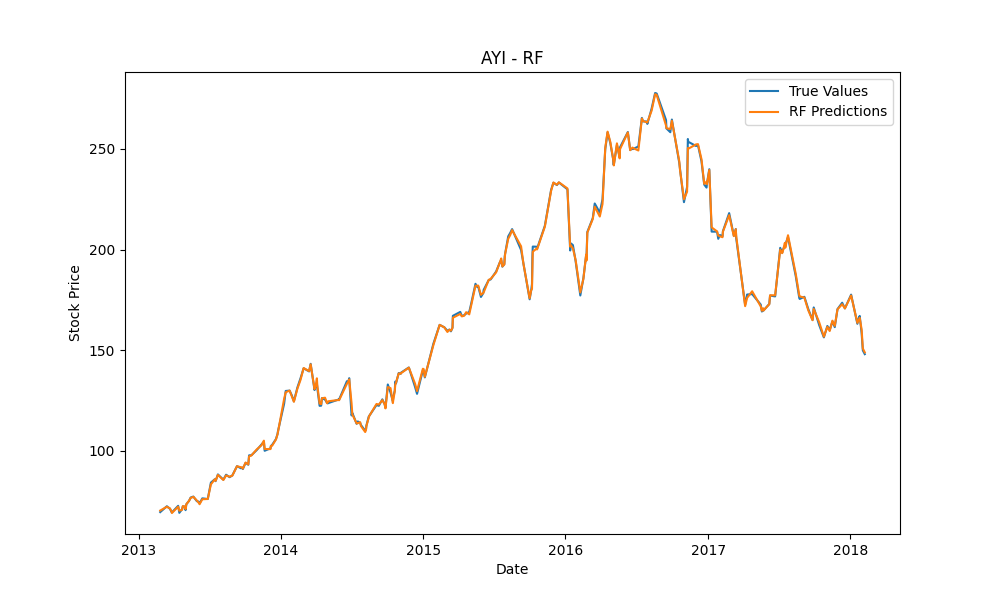 AYI - RF
True Values
RF Predictions
250
200
150
100
Stock Price
2013
2014
2015
2016
2017
2018
Date